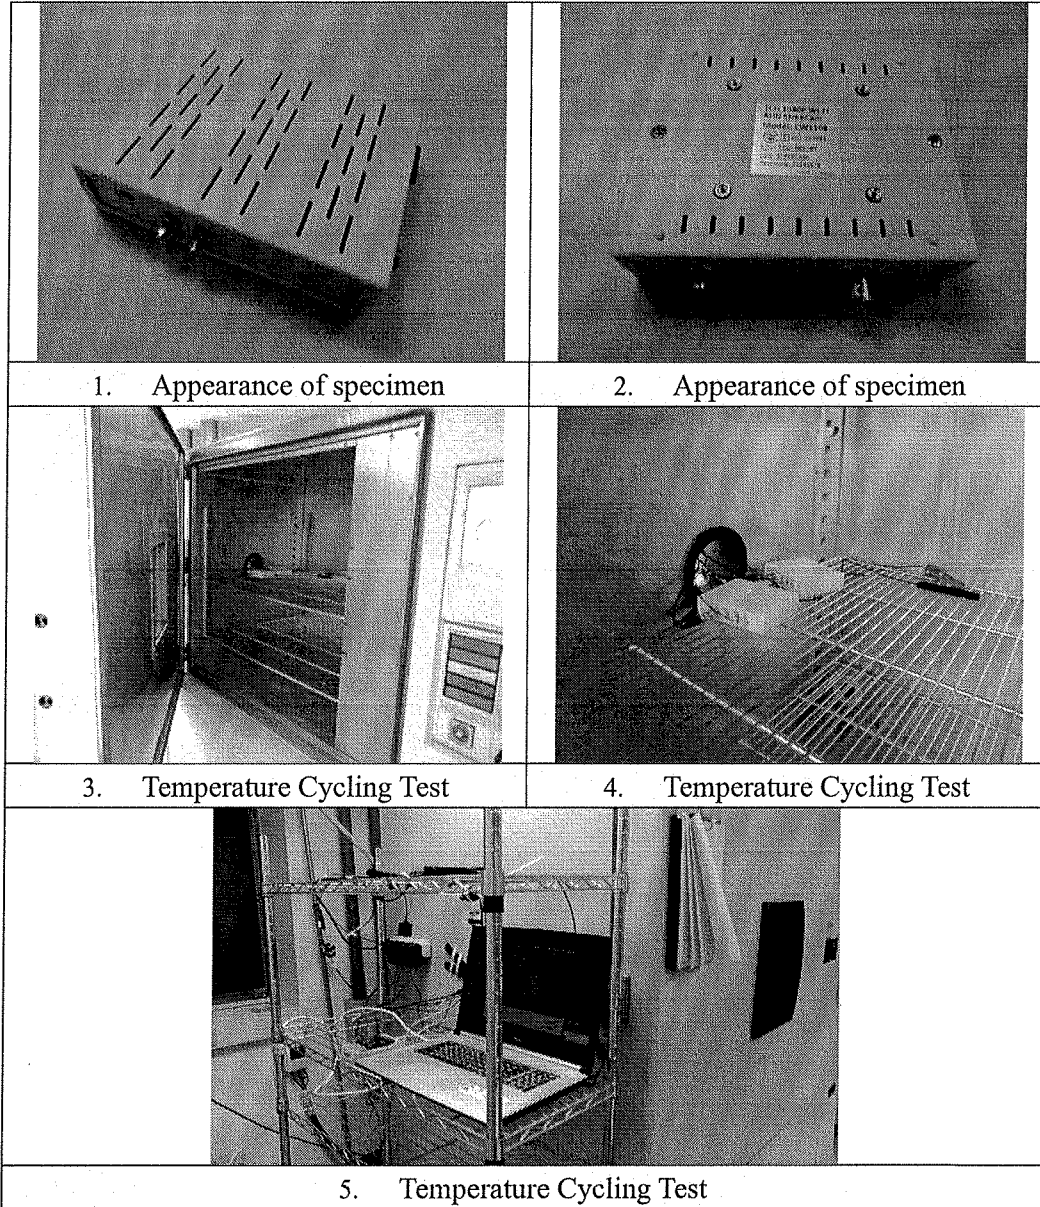 1. Appearance of specimen
2. Appearance of specimen
3. Temperature Cycling Test
4. Temperature Cycling Test
5. Temperature Cycling Test